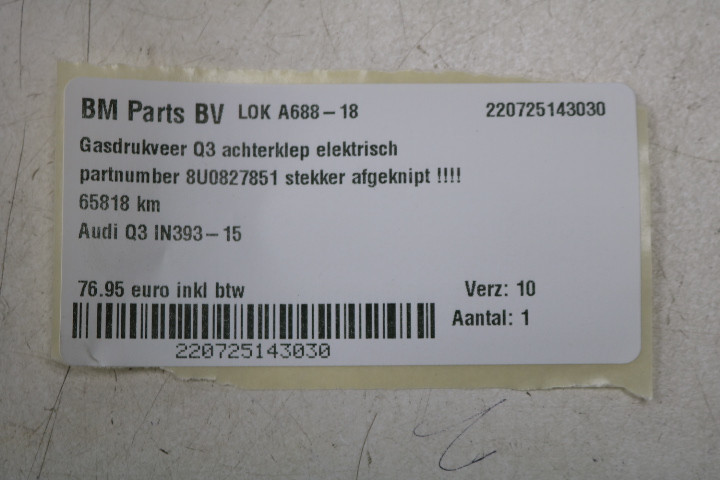 BM Parts BV LOK A688-18 220725143030
Gasdrukveer Q3 achterklep elektrisch
partnumber 8U0827851 stekker afgeknipt !!!!
65818 km
Audi Q3 IN393-15
76.95 euro inkl btw Verz: 10
Aantal: 1
220725143030